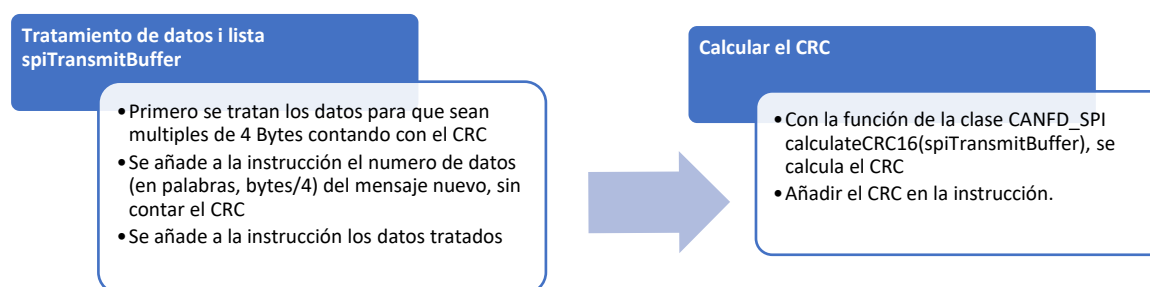 Tratamiento de datos i lista
spiTransmitBuffer
•Primero se tratan los datos para que sean
multiples de 4 Bytes contando con el CRC
•Se añade a la instrucción el numero de datos
(en palabras, bytes/4) del mensaje nuevo, sin
contar el CRC
•Se añade a la instrucción los datos tratados
Calcular el CRC
•Con la función de la clase CANFD_SPI
calculateCRC16(spiTransmitBuffer), se
calcula el CRC
•Añadir el CRC en la instrucción.